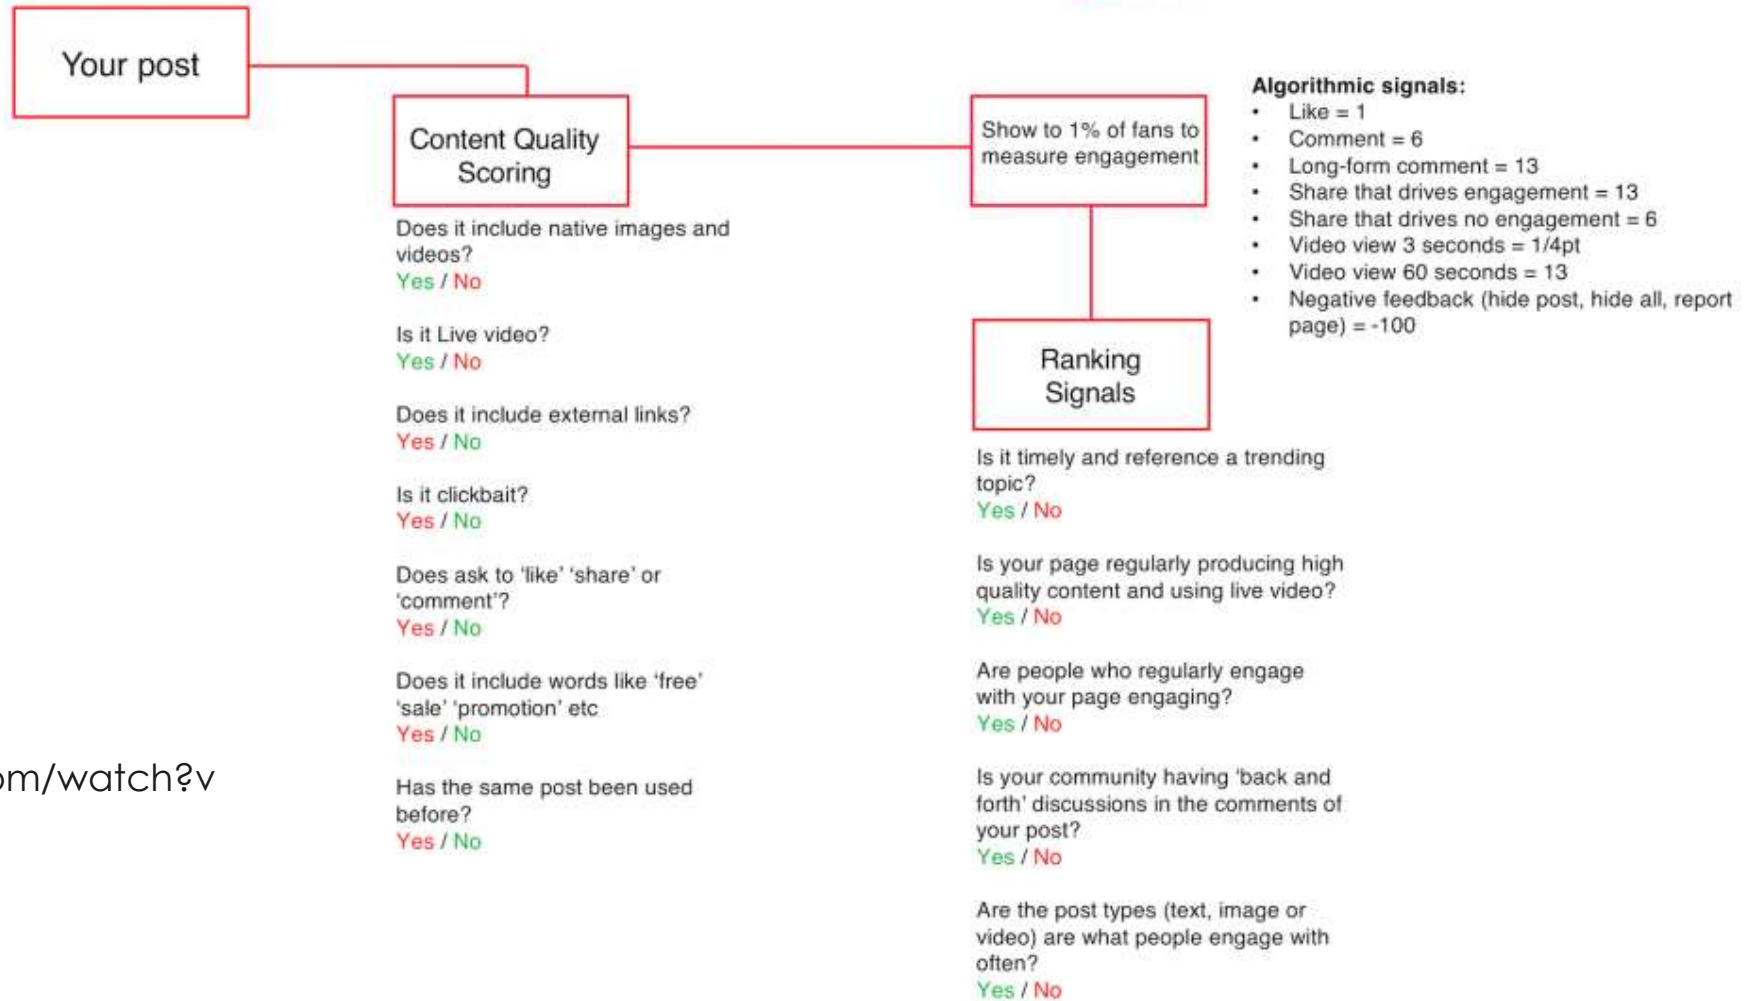 Your post
Content Quality
Scoring
Does it include native images and
videos?
Yes / No
Is it Live video?
Yes / No
Does it include external links?
Yes / No
Is it clickbait?
Yes / No
Does ask to 'like' 'share' or
'comment'?
Yes / No
Does it include words like 'free'
'sale' 'promotion' etc
Yes / No
Has the same post been used
before?
Yes / No
Show to 1% of fans to
measure engagement
Ranking
Signals
Is it timely and reference a trending
topic?
Yes / No
Is your page regularly producing high
quality content and using live video?
Yes / No
Are people who regularly engage
with your page engaging?
Yes / No
Is your community having 'back and
forth' discussions in the comments of
your post?
Yes / No
Are the post types (text, image or
video) are what people engage with
often?
Yes / No
Algorithmic signals:
• Like = 1
• Comment = 6
• Long-form comment = 13
• Share that drives engagement = 13
• Share that drives no engagement = 6
• Video view 3 seconds = 1/4pt
• Video view 60 seconds = 13
• Negative feedback (hide post, hide all, report
page) = -100
om/watch?v